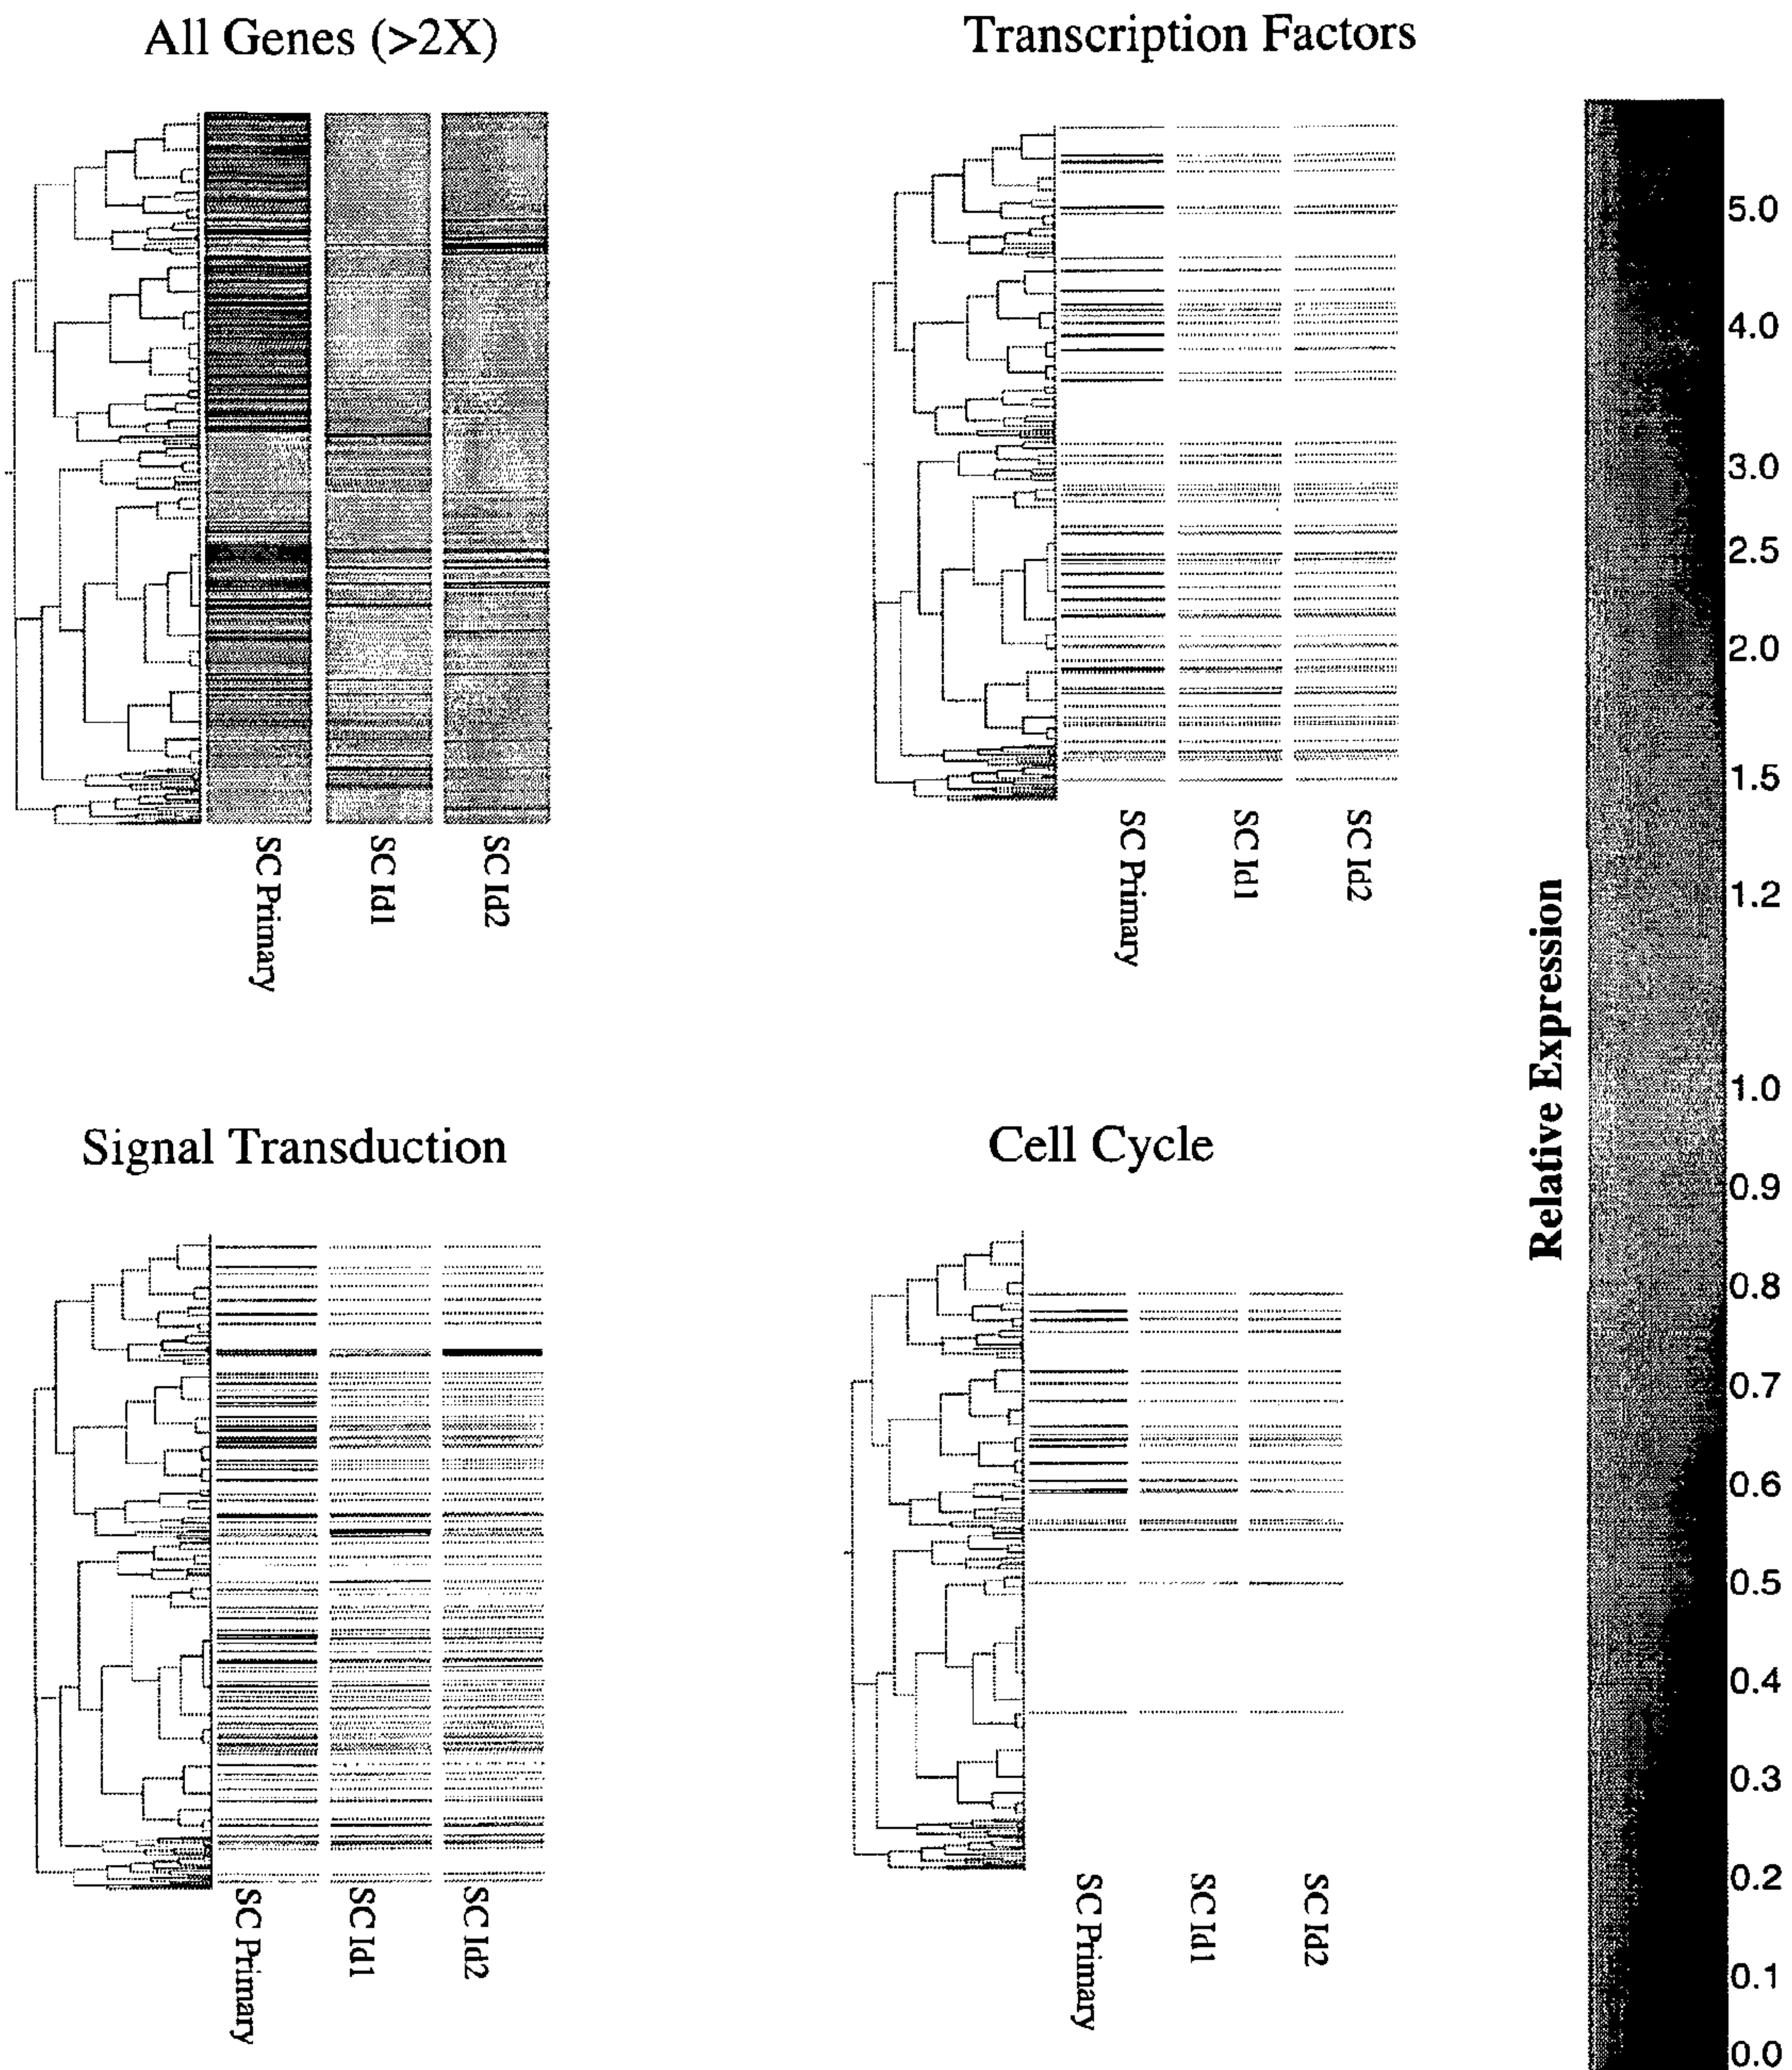 All Genes (>2X)
Transcription Factors
SC Primary
SC Id1
SC Id2
SC Primary
SC Id1
SC Id2
Signal Transduction
Cell Cycle
SC Primary
SC Id1
SC Id2
SC Primary
SC Id1
SC Id2
Relative Expression
5.0
4.0
3.0
2.5
2.0
1.5
1.2
1.0
0.9
0.8
0.7
0.6
0.5
0.4
0.3
0.2
0.1
0.0